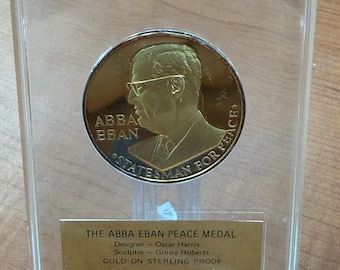 ABBA
EBAN
·STATESMAN FOR PEACE·
THE ABBA EBAN PEACE MEDAL
Designer — Oscar Harris
Sculptor — Gilroy Roberts
GOLD ON STERLING PROOF